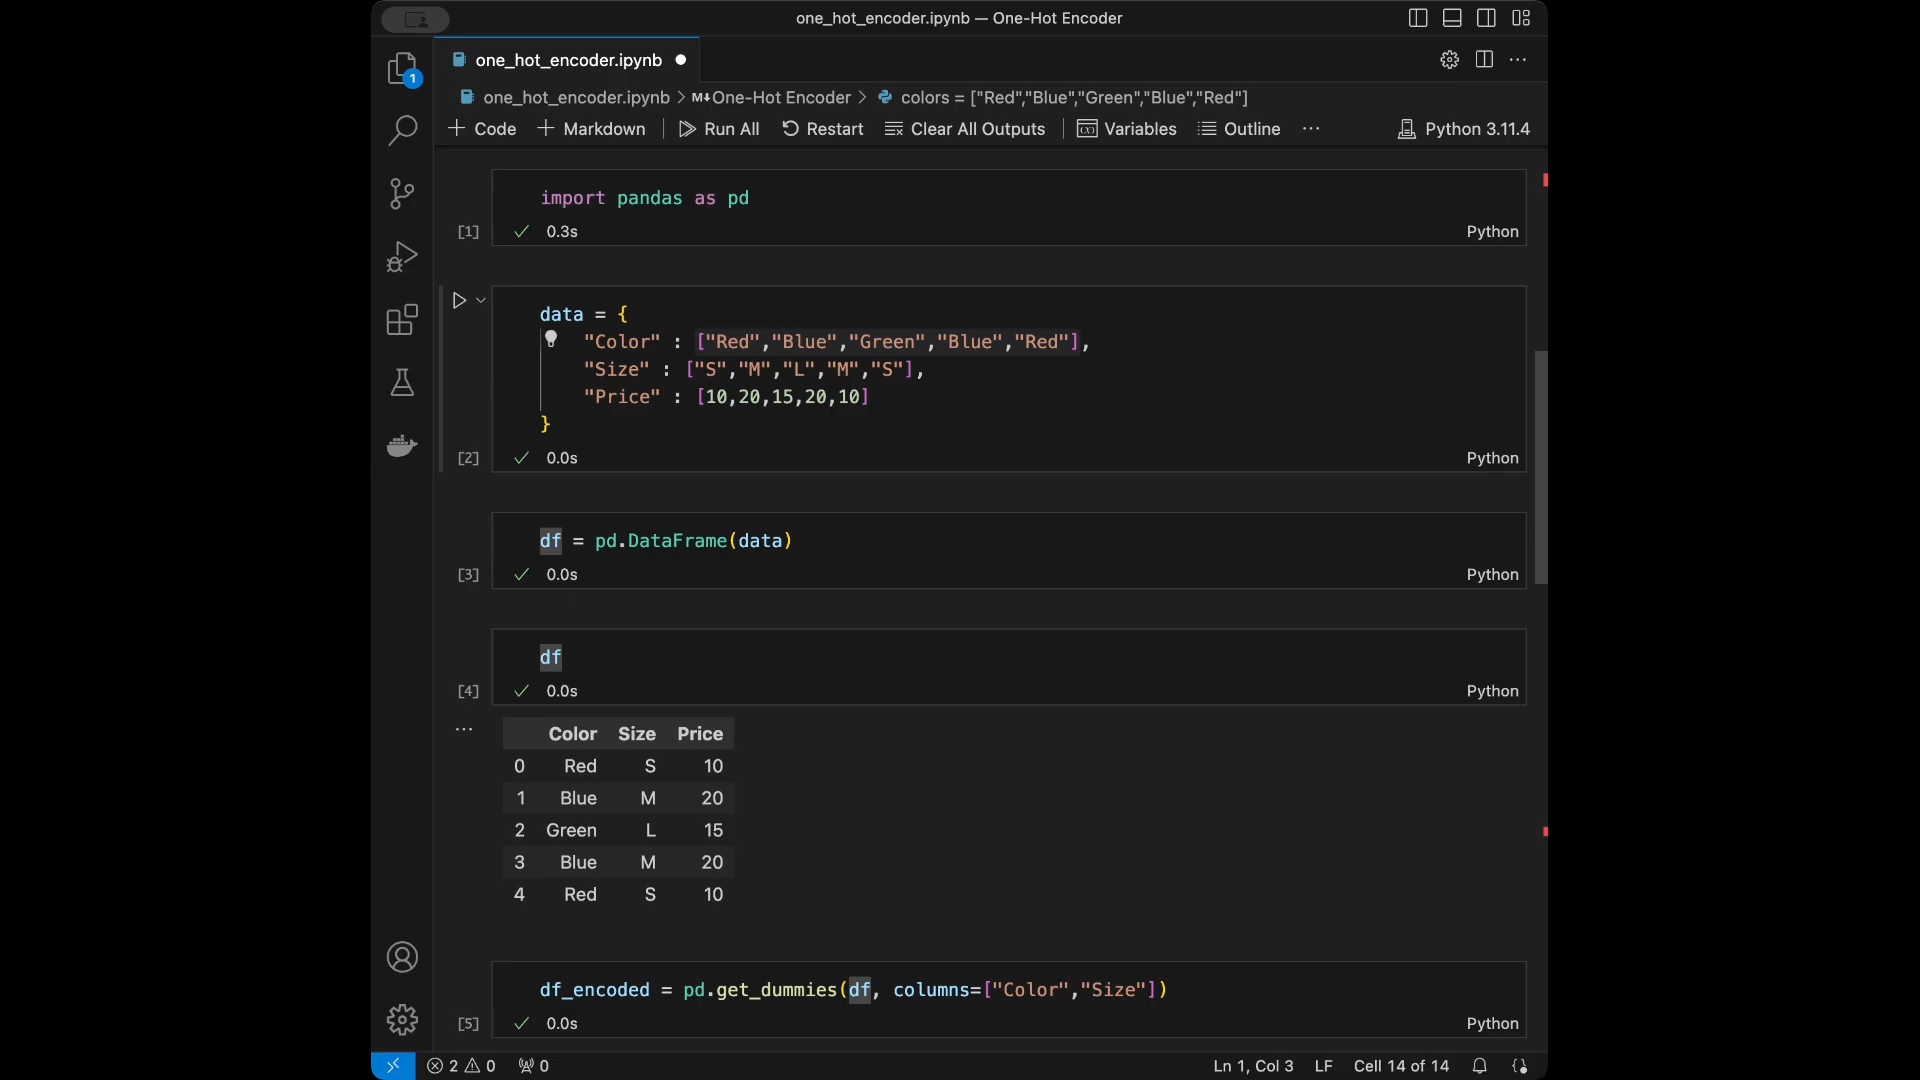 one_hot_encoder.ipynb — One-Hot Encoder
1
one_hot_encoder.ipynb
one_hot_encoder.ipynb > M↓One-Hot Encoder > colors = ["Red","Blue","Green","Blue","Red"]
+ Code + Markdown Run All Restart Clear All Outputs Variables Outline ... Python 3.11.4
import pandas as pd
[1] ✓ 0.3s Python
data = {
"Color" : ["Red","Blue","Green","Blue","Red"],
"Size" : ["S","M","L","M","S"],
"Price" : [10,20,15,20,10]
}
[2] ✓ 0.0s Python
df = pd.DataFrame(data)
[3] ✓ 0.0s Python
df
[4] ✓ 0.0s Python
... Color Size Price
0 Red S 10
1 Blue M 20
2 Green L 15
3 Blue M 20
4 Red S 10
df_encoded = pd.get_dummies(df, columns=["Color","Size"])
[5] ✓ 0.0s Python
2 0 0 Ln 1, Col 3 LF Cell 14 of 14